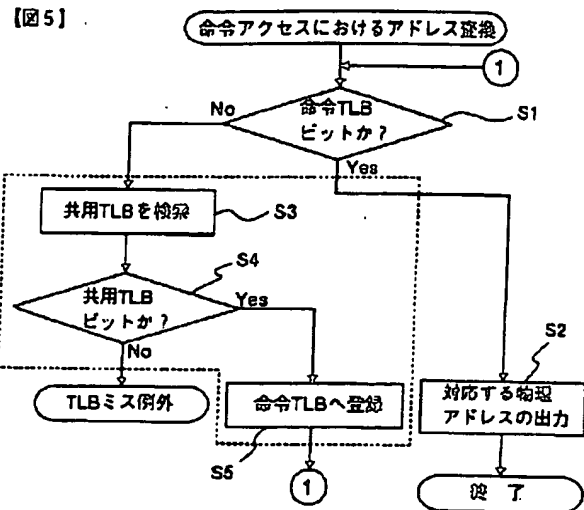 【図5】
命令アクセスにおけるアドレス変換
1
命令TLB
ヒットか?
S1
No
Yes
共用TLBを検索
S3
共用TLB
ヒットか?
S4
Yes
No
TLBミス例外
命令TLBへ登録
S5
1
S2
対応する物理
アドレスの出力
終了